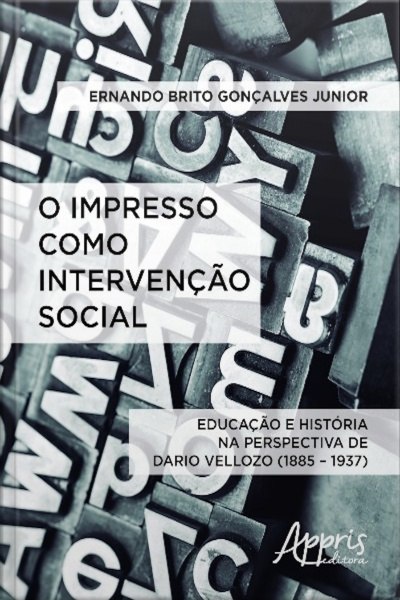 ERNANDO BRITO GONÇALVES JUNIOR
O IMPRESSO
COMO
INTERVENÇÃO
SOCIAL
EDUCAÇÃO E HISTÓRIA
NA PERSPECTIVA DE
DARIO VELLOZO (1885 – 1937)
Appris
editora